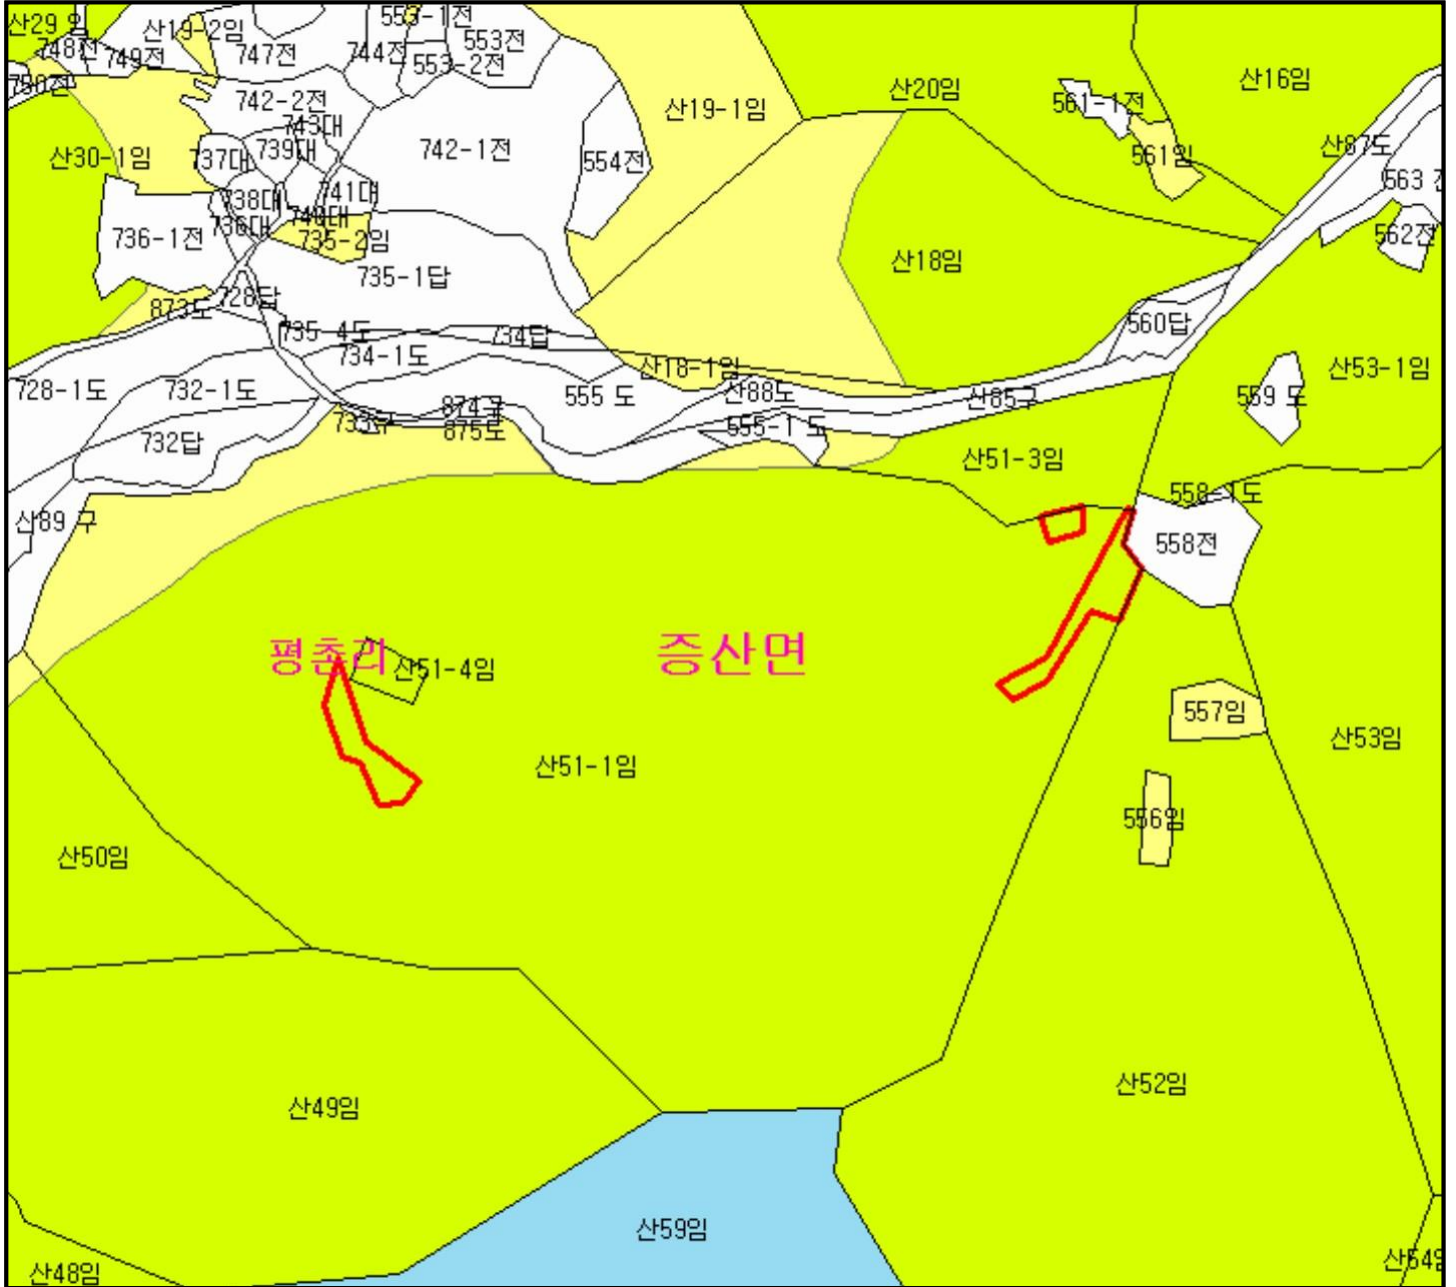 산29 임
산19-2임
553-1전
748전
749전
747전
744전
553전
553-2전
750전
742-2전
743대
산19-1임
산20임
561-1전
산16임
산30-1임
737대
739대
742-1전
554전
561임
산87도
563 전
738대
741대
740대
736대
736-1전
735-2임
735-1답
산18임
562전
873도
728답
735-4도
734답
560답
734-1도
산18-1임
728-1도
732-1도
555 도
산88도
산85구
559 도
산53-1임
874구
733구
875도
555-1 도
732답
산51-3임
558-1도
산89 구
558전
평촌리
증산면
산51-4임
557임
산51-1임
산53임
556임
산50임
산52임
산49임
산59임
산48임
산54임